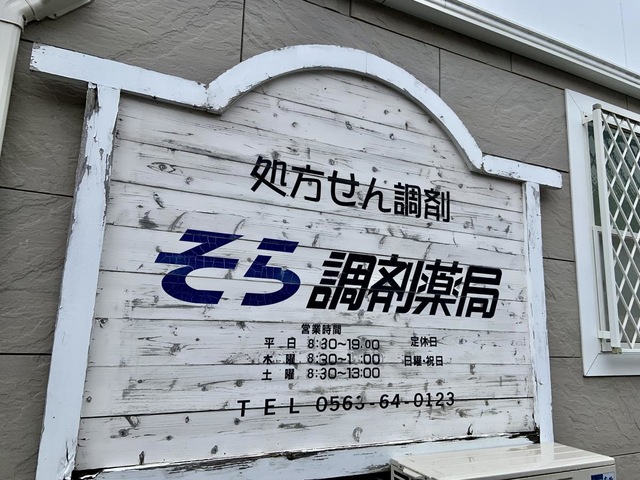 処方せん調剤
そら調剤薬局
営業時間
平日 8:30~19:00 定休日
木曜 8:30~1 :00 日曜・祝日
土曜 8:30~13:00
TEL 0563-64-0123